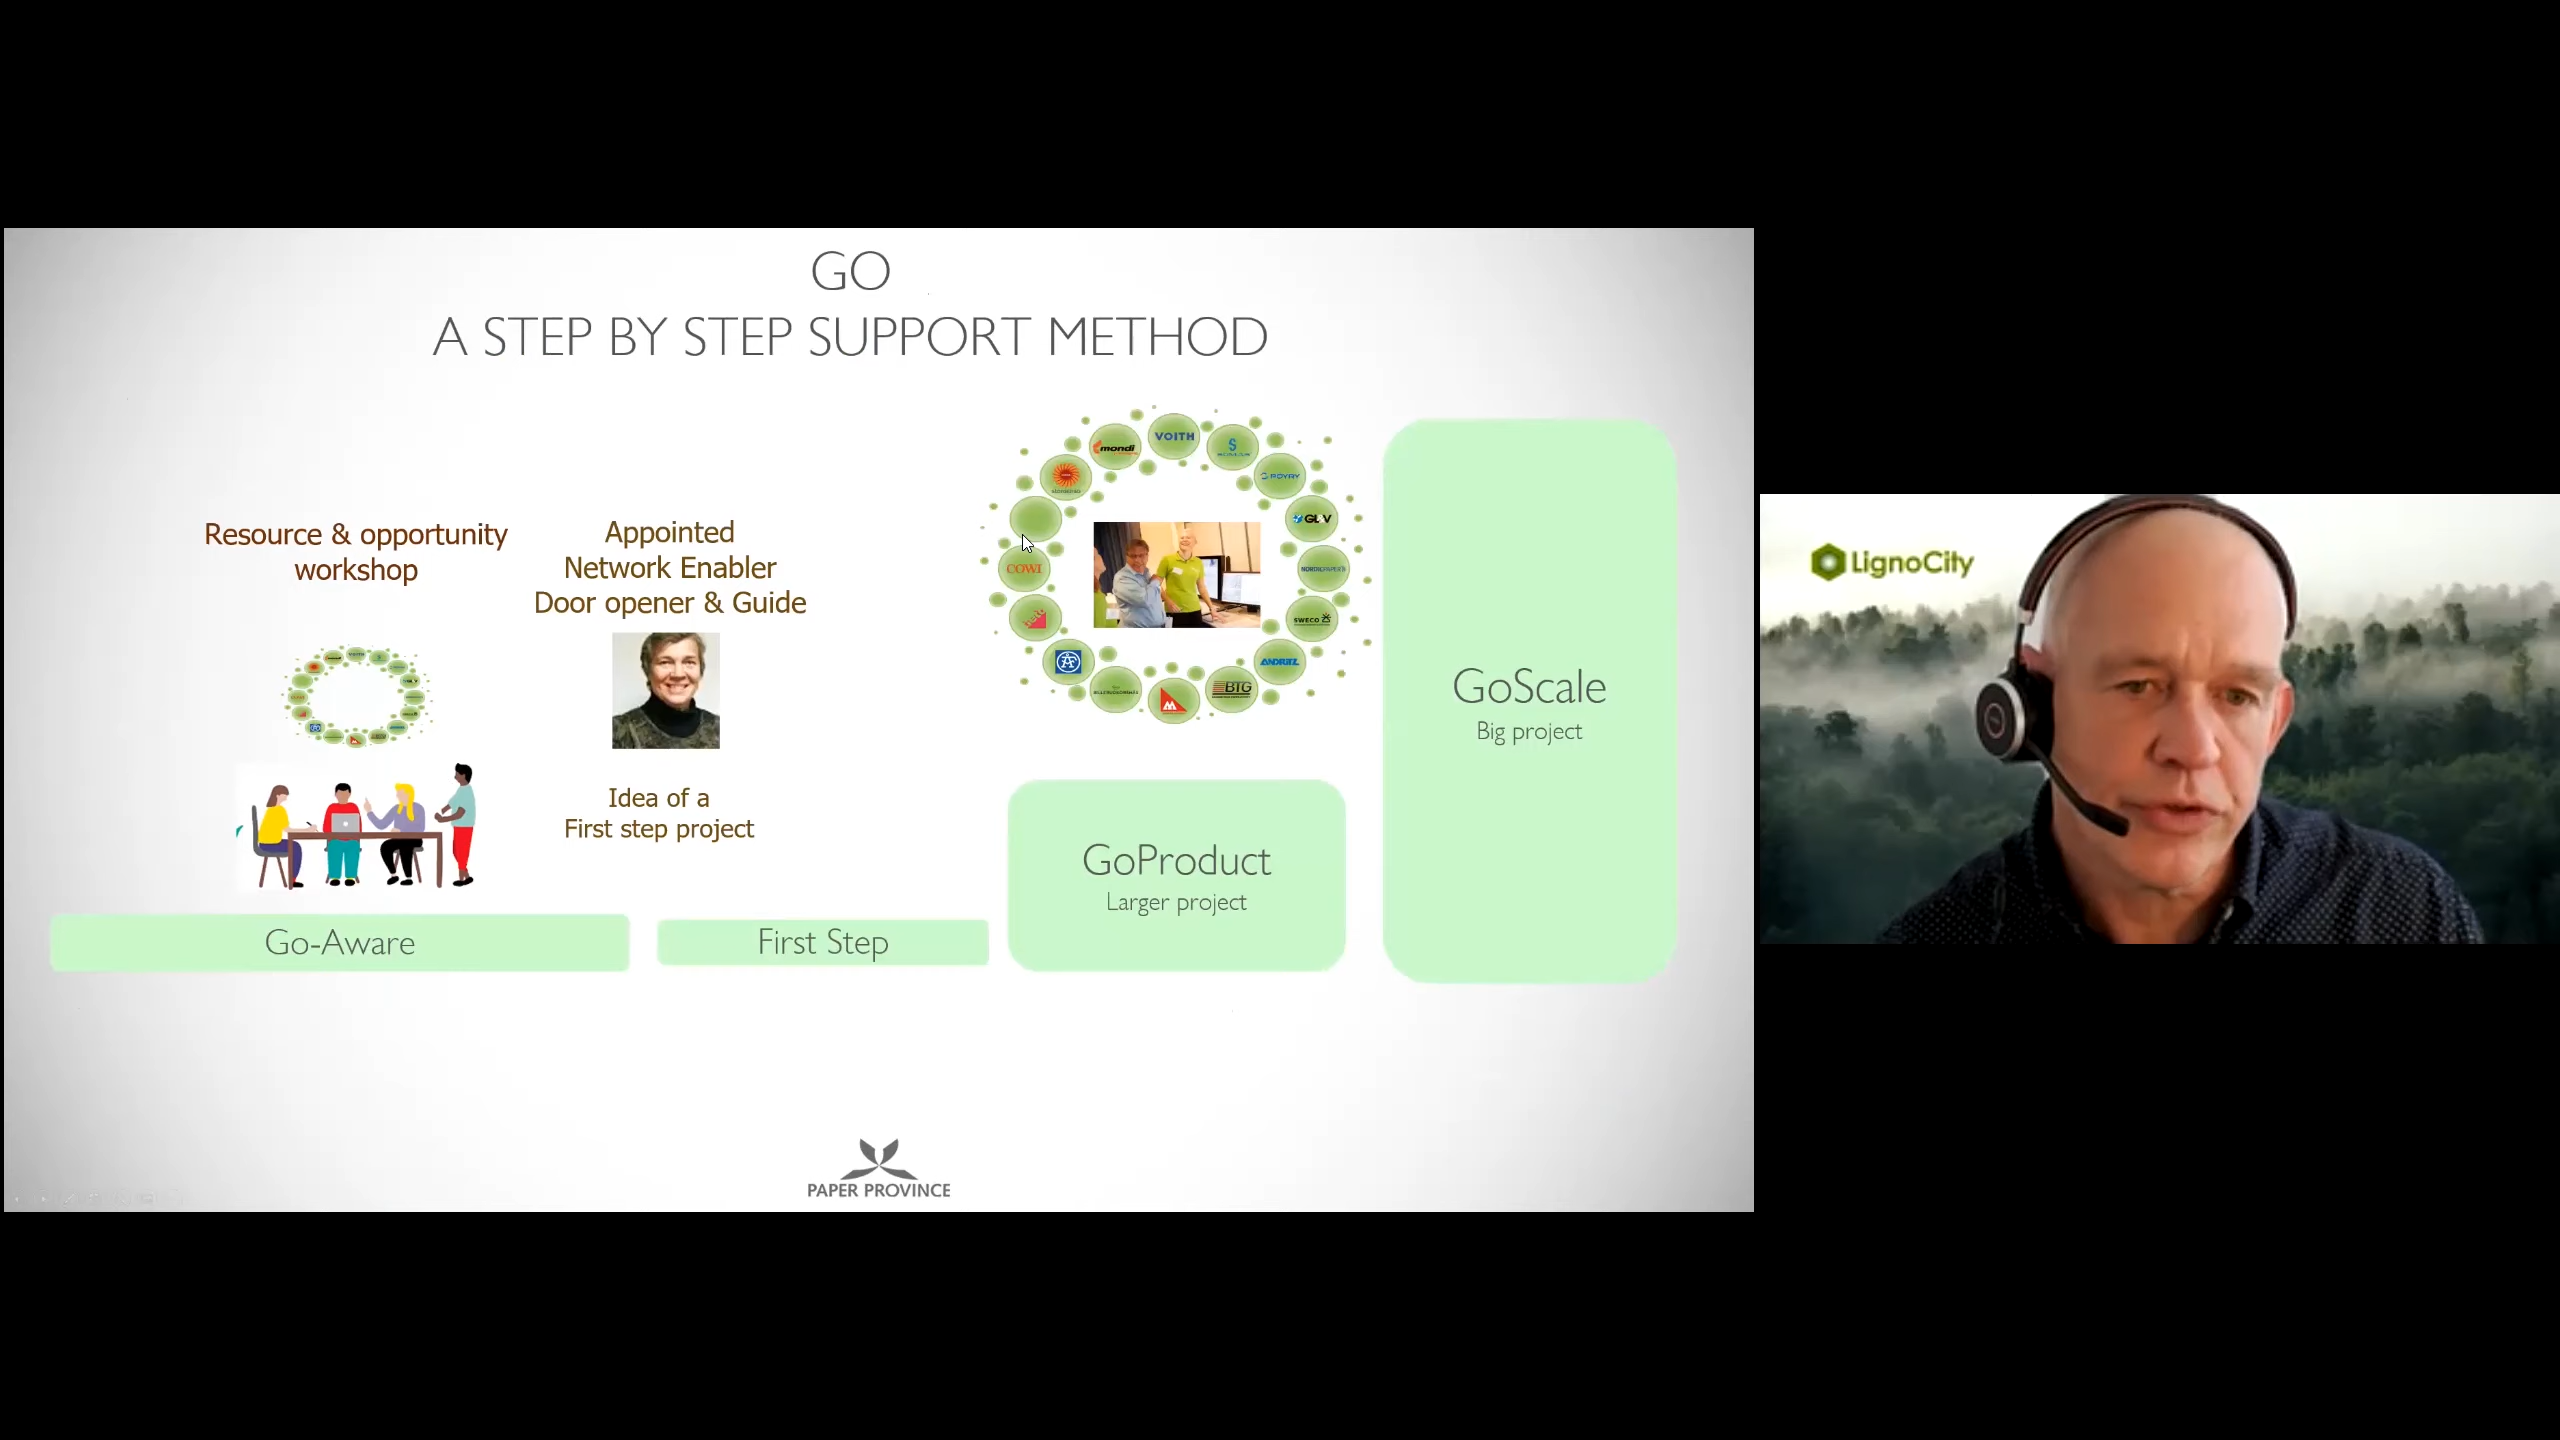 GO
A STEP BY STEP SUPPORT METHOD
Resource & opportunity
workshop
Appointed
Network Enabler
Door opener & Guide
Idea of a
First step project
mondi
VOITH
PÖYRY
GL&V
COWI
SWECO
ANDRITZ
BTG
Go-Aware
First Step
GoProduct
Larger project
GoScale
Big project
PAPER PROVINCE
LignoCity